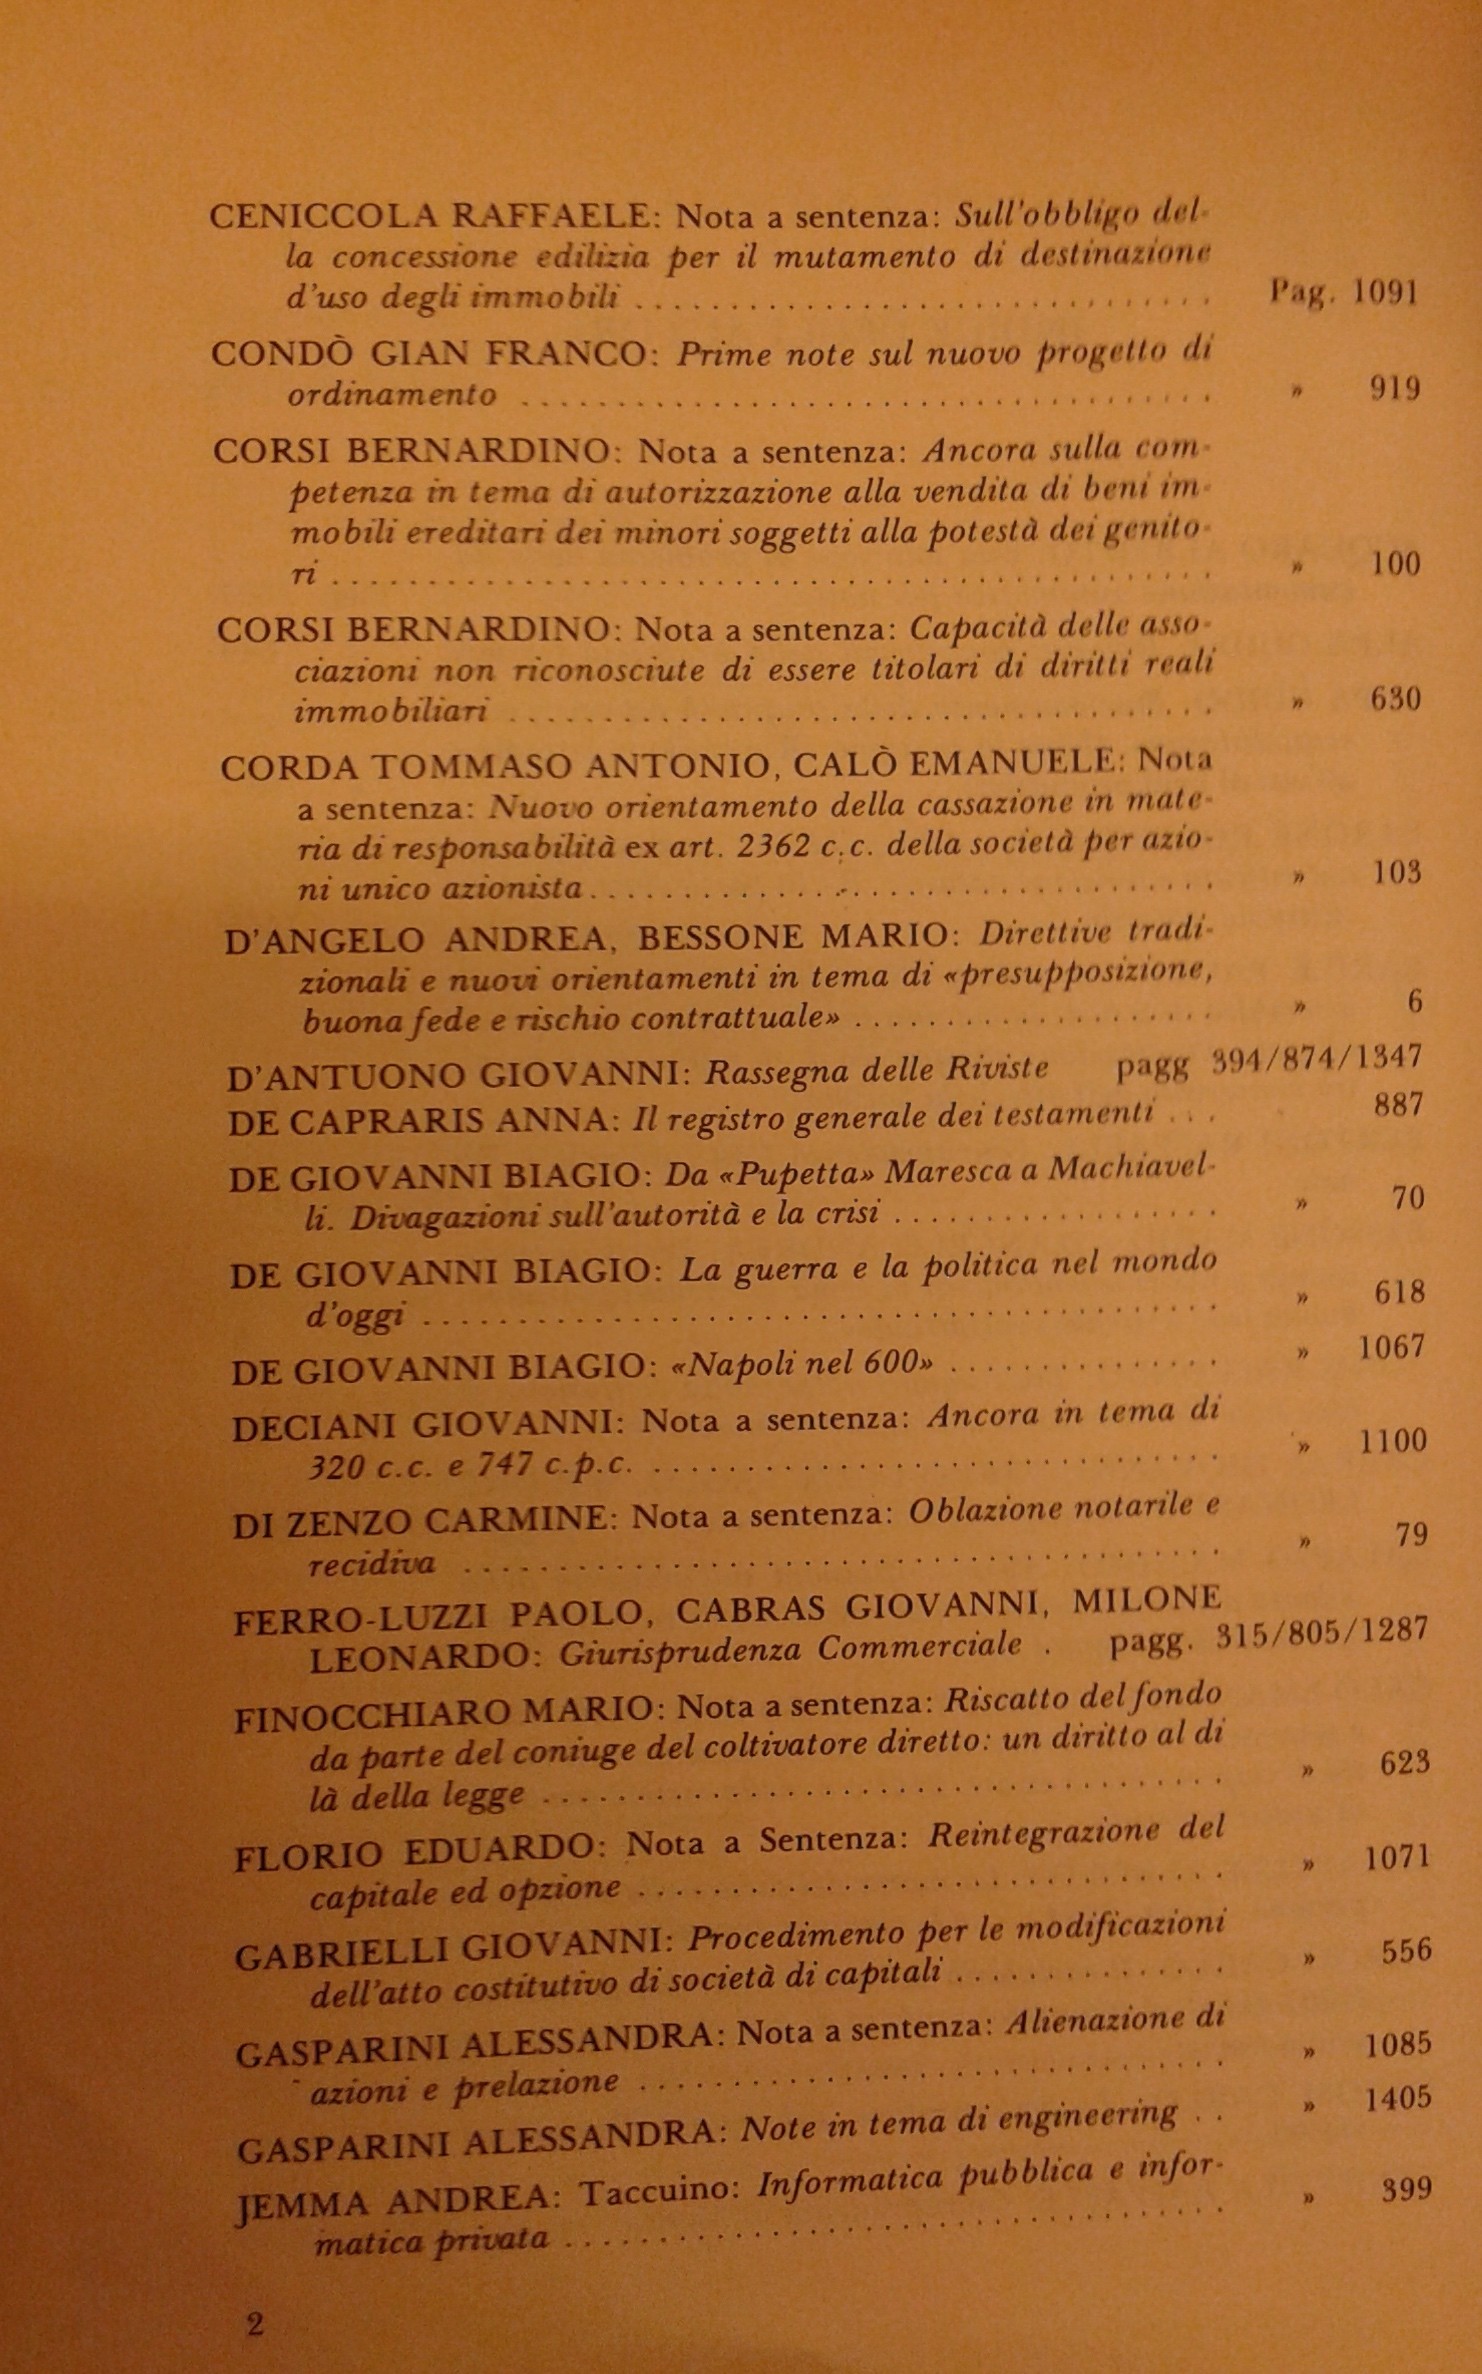 CENICCOLA RAFFAELE: Nota a sentenza: Sull'obbligo del-
la concessione edilizia per il mutamento di destinazione
d'uso degli immobili . . . . . . . . . . . . . . . . . . . . . . . . . . . . . . Pag. 1091
CONDÒ GIAN FRANCO: Prime note sul nuovo progetto di
ordinamento . . . . . . . . . . . . . . . . . . . . . . . . . . . . . . . . . . . . » 919
CORSI BERNARDINO: Nota a sentenza: Ancora sulla com-
petenza in tema di autorizzazione alla vendita di beni im-
mobili ereditari dei minori soggetti alla potestà dei genito-
ri . . . . . . . . . . . . . . . . . . . . . . . . . . . . . . . . . . . . . . . . . . . . . . » 100
CORSI BERNARDINO: Nota a sentenza: Capacità delle asso-
ciazioni non riconosciute di essere titolari di diritti reali
immobiliari . . . . . . . . . . . . . . . . . . . . . . . . . . . . . . . . . . . . . » 630
CORDA TOMMASO ANTONIO, CALÒ EMANUELE: Nota
a sentenza: Nuovo orientamento della cassazione in mate-
ria di responsabilità ex art. 2362 c.c. della società per azio-
ni unico azionista . . . . . . . . . . . . . . . . . . . . . . . . . . . . . . . . » 103
D'ANGELO ANDREA, BESSONE MARIO: Direttive tradi-
zionali e nuovi orientamenti in tema di «presupposizione,
buona fede e rischio contrattuale» . . . . . . . . . . . . . . . . . . . » 6
D'ANTUONO GIOVANNI: Rassegna delle Riviste pagg 394/874/1347
DE CAPRARIS ANNA: Il registro generale dei testamenti . . . 887
DE GIOVANNI BIAGIO: Da «Pupetta» Maresca a Machiavel-
li. Divagazioni sull'autorità e la crisi . . . . . . . . . . . . . . . . . . » 70
DE GIOVANNI BIAGIO: La guerra e la politica nel mondo
d'oggi . . . . . . . . . . . . . . . . . . . . . . . . . . . . . . . . . . . . . . . . . . » 618
DE GIOVANNI BIAGIO: «Napoli nel 600» . . . . . . . . . . . . . . . » 1067
DECIANI GIOVANNI: Nota a sentenza: Ancora in tema di
320 c.c. e 747 c.p.c. . . . . . . . . . . . . . . . . . . . . . . . . . . . . . . » 1100
DI ZENZO CARMINE: Nota a sentenza: Oblazione notarile e
recidiva . . . . . . . . . . . . . . . . . . . . . . . . . . . . . . . . . . . . . . . . » 79
FERRO-LUZZI PAOLO, CABRAS GIOVANNI, MILONE
LEONARDO: Giurisprudenza Commerciale . pagg. 315/805/1287
FINOCCHIARO MARIO: Nota a sentenza: Riscatto del fondo
da parte del coniuge del coltivatore diretto: un diritto al di
là della legge . . . . . . . . . . . . . . . . . . . . . . . . . . . . . . . . . . . . » 623
FLORIO EDUARDO: Nota a Sentenza: Reintegrazione del
capitale ed opzione . . . . . . . . . . . . . . . . . . . . . . . . . . . . . . . » 1071
GABRIELLI GIOVANNI: Procedimento per le modificazioni
dell'atto costitutivo di società di capitali . . . . . . . . . . . . . . . » 556
GASPARINI ALESSANDRA: Nota a sentenza: Alienazione di
azioni e prelazione . . . . . . . . . . . . . . . . . . . . . . . . . . . . . . . » 1085
GASPARINI ALESSANDRA: Note in tema di engineering . . » 1405
JEMMA ANDREA: Taccuino: Informatica pubblica e infor-
matica privata . . . . . . . . . . . . . . . . . . . . . . . . . . . . . . . . . . . » 399
2